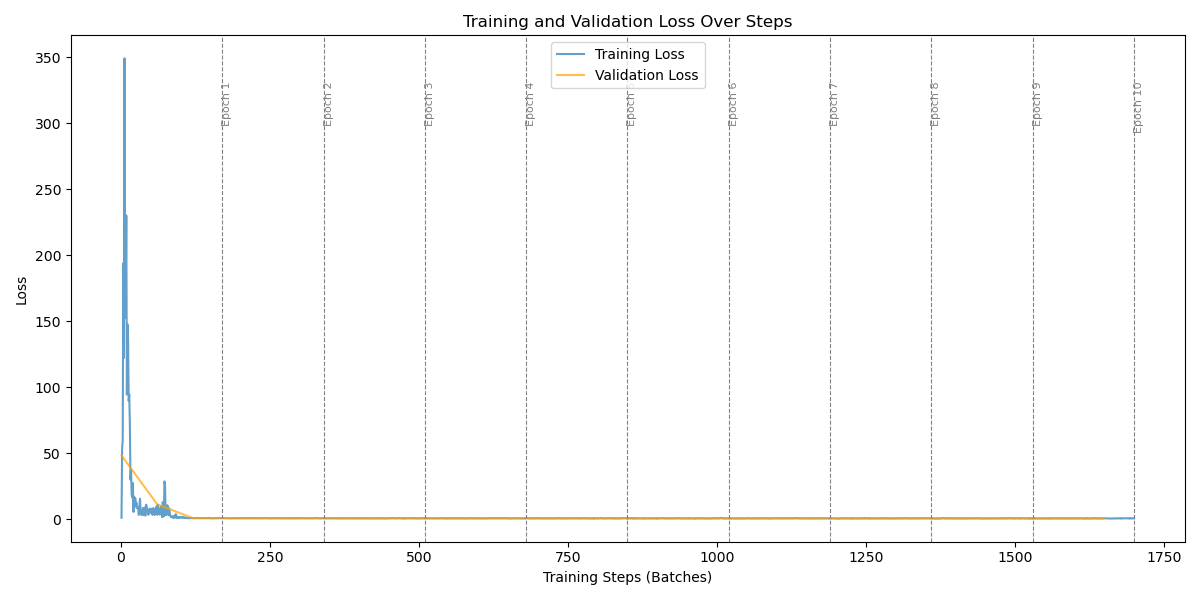 Training and Validation Loss Over Steps
Training Loss
Validation Loss
Epoch 1
Epoch 2
Epoch 3
Epoch 4
Epoch 5
Epoch 6
Epoch 7
Epoch 8
Epoch 9
Epoch 10
350
300
250
200
150
100
50
0
Loss
0
250
500
750
1000
1250
1500
1750
Training Steps (Batches)